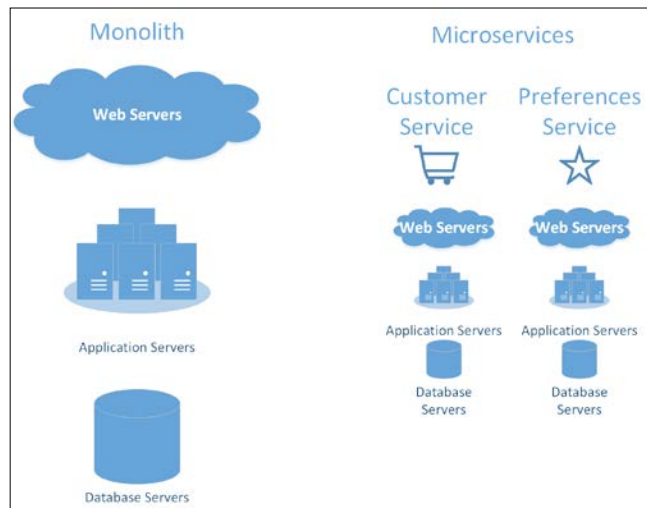 Monolith
Web Servers
Application Servers
Database Servers
Microservices
Customer
Service
Preferences
Service
Web Servers
Web Servers
Application Servers
Application Servers
Database
Servers
Database
Servers